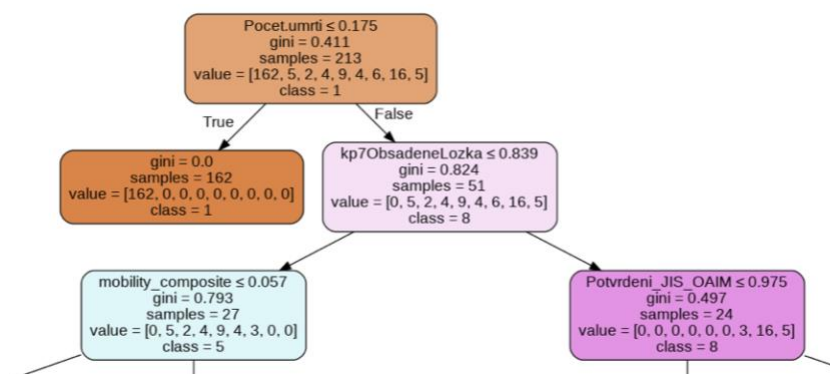 Pocet.umrti ≤ 0.175
gini = 0.411
samples = 213
value = [162, 5, 2, 4, 9, 4, 6, 16, 5]
class = 1
True
False
gini = 0.0
samples = 162
value = [162, 0, 0, 0, 0, 0, 0, 0, 0]
class = 1
kp7ObsadeneLozka ≤ 0.839
gini = 0.824
samples = 51
value = [0, 5, 2, 4, 9, 4, 6, 16, 5]
class = 8
mobility_composite ≤ 0.057
gini = 0.793
samples = 27
value = [0, 5, 2, 4, 9, 4, 3, 0, 0]
class = 5
Potvrdeni_JIS_OAIM ≤ 0.975
gini = 0.497
samples = 24
value = [0, 0, 0, 0, 0, 0, 3, 16, 5]
class = 8